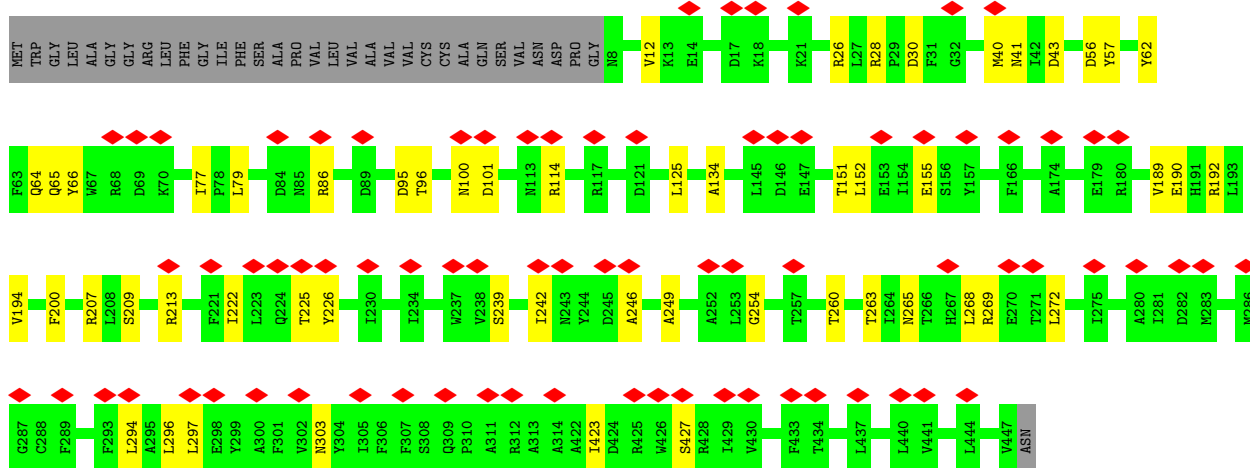 MET TRP GLY LEU ALA GLY GLY ARG LEU PHE GLY ILE PHE SER ALA PRO VAL LEU VAL ALA VAL VAL CYS CYS ALA GLN SER VAL ASN ASP PRO GLY N8 V12 K13 E14 D17 K18 K21 R26 L27 R28 P29 D30 F31 G32 M40 N41 I42 D43 D56 Y57 Y62
F63 Q64 Q65 Y66 W67 R68 D69 K70 I77 P78 L79 D84 N85 R86 D89 D95 T96 N100 D101 N113 R114 R117 D121 L125 A134 L145 D146 E147 T151 L152 E153 I154 E155 S156 Y157 F166 A174 E179 R180 V189 E190 H191 R192 L193
V194 F200 R207 L208 S209 R213 F221 I222 L223 Q224 T225 Y226 I230 I234 W237 V238 S239 I242 N243 Y244 D245 A246 A249 A252 L253 G254 T257 T260 T263 I264 N265 T266 H267 L268 R269 E270 T271 L272 I275 A280 I281 D282 M283 M286
G287 C288 F289 F293 L294 A295 L296 L297 E298 Y299 A300 F301 V302 N303 Y304 I305 F306 F307 S308 Q309 P310 A311 R312 A313 A314 A422 I423 D424 R425 W426 S427 R428 I429 V430 F433 T434 L437 L440 V441 L444 V447 ASN